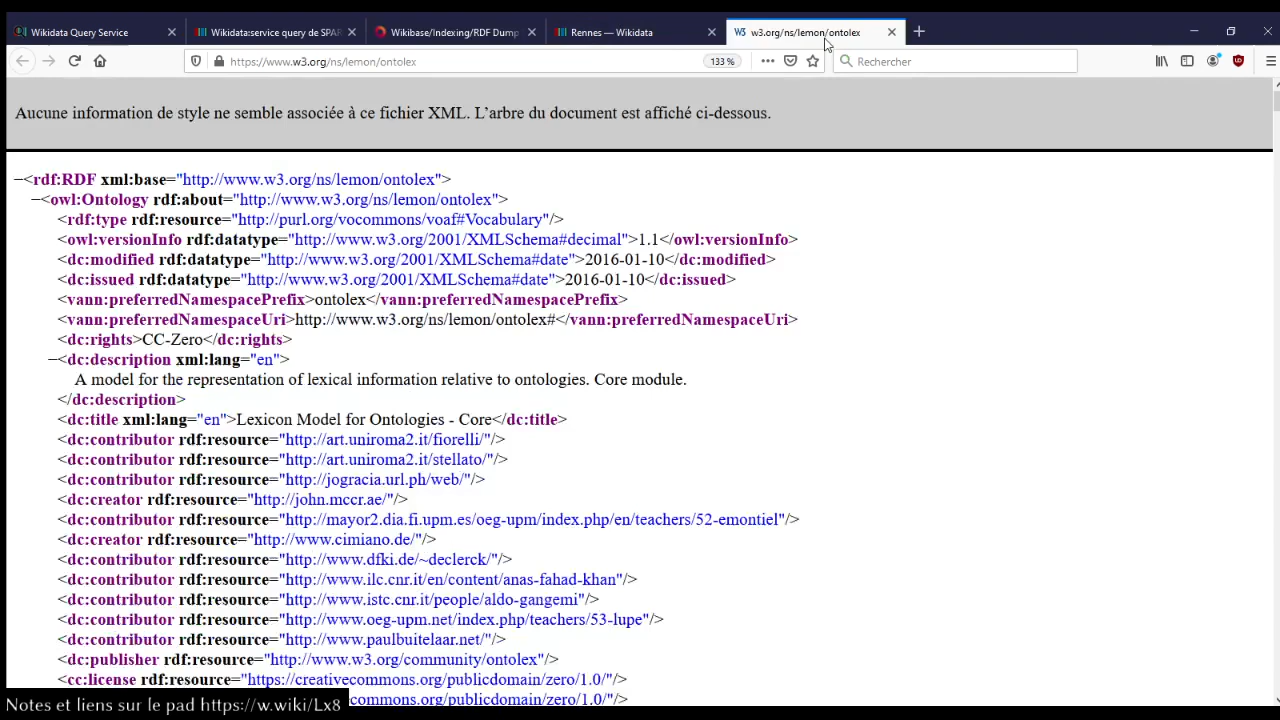 Wikidata Query Service
Wikidata:service query de SPAR
Wikibase/Indexing/RDF Dump
Rennes — Wikidata
W3 w3.org/ns/lemon/ontolex
https://www.w3.org/ns/lemon/ontolex
133 %
Rechercher
Aucune information de style ne semble associée à ce fichier XML. L'arbre du document est affiché ci-dessous.
−<rdf:RDF xml:base="http://www.w3.org/ns/lemon/ontolex">
−<owl:Ontology rdf:about="http://www.w3.org/ns/lemon/ontolex">
<rdf:type rdf:resource="http://purl.org/vocommons/voaf#Vocabulary"/>
<owl:versionInfo rdf:datatype="http://www.w3.org/2001/XMLSchema#decimal">1.1</owl:versionInfo>
<dc:modified rdf:datatype="http://www.w3.org/2001/XMLSchema#date">2016-01-10</dc:modified>
<dc:issued rdf:datatype="http://www.w3.org/2001/XMLSchema#date">2016-01-10</dc:issued>
<vann:preferredNamespacePrefix>ontolex</vann:preferredNamespacePrefix>
<vann:preferredNamespaceUri>http://www.w3.org/ns/lemon/ontolex#</vann:preferredNamespaceUri>
<dc:rights>CC-Zero</dc:rights>
−<dc:description xml:lang="en">
A model for the representation of lexical information relative to ontologies. Core module.
</dc:description>
<dc:title xml:lang="en">Lexicon Model for Ontologies - Core</dc:title>
<dc:contributor rdf:resource="http://art.uniroma2.it/fiorelli/"/>
<dc:contributor rdf:resource="http://art.uniroma2.it/stellato/"/>
<dc:contributor rdf:resource="http://jogracia.url.ph/web/"/>
<dc:creator rdf:resource="http://john.mccr.ae/"/>
<dc:contributor rdf:resource="http://mayor2.dia.fi.upm.es/oeg-upm/index.php/en/teachers/52-emontiel"/>
<dc:creator rdf:resource="http://www.cimiano.de/"/>
<dc:contributor rdf:resource="http://www.dfki.de/~declerck/"/>
<dc:contributor rdf:resource="http://www.ilc.cnr.it/en/content/anas-fahad-khan"/>
<dc:contributor rdf:resource="http://www.istc.cnr.it/people/aldo-gangemi"/>
<dc:contributor rdf:resource="http://www.oeg-upm.net/index.php/teachers/53-lupe"/>
<dc:contributor rdf:resource="http://www.paulbuitelaar.net/"/>
<dc:publisher rdf:resource="http://www.w3.org/community/ontolex"/>
<cc:license rdf:resource="https://creativecommons.org/publicdomain/zero/1.0/"/>
commons.org/publicdomain/zero/1.0/"/>
Notes et liens sur le pad https://w.wiki/Lx8